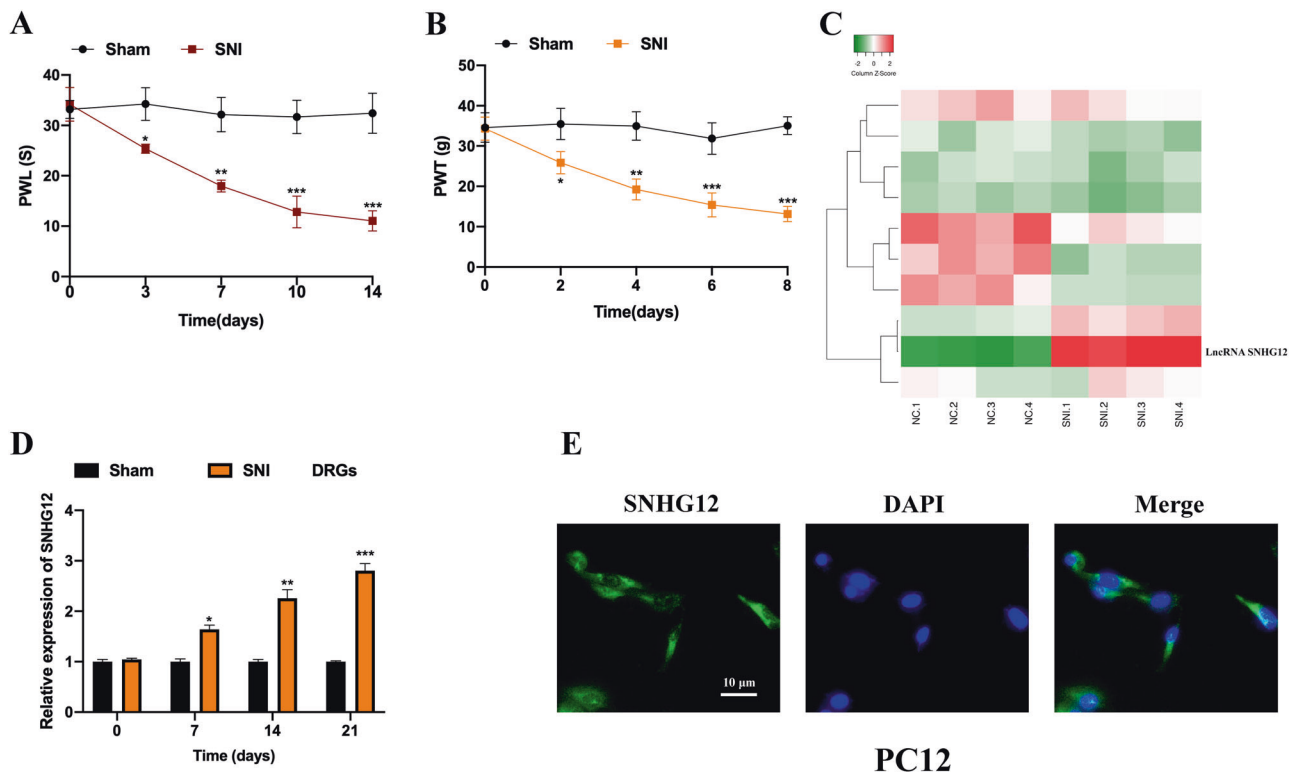 A
Sham
SNI
PWL (S)
40
30
20
10
0
*
**
***
***
0
3
7
10
14
Time(days)
B
Sham
SNI
PWT (g)
50
40
30
20
10
0
*
**
***
***
0
2
4
6
8
Time(days)
C
-2
0
2
Column Z-Score
LncRNA SNHG12
NC.1
NC.2
NC.3
NC.4
SNI.1
SNI.2
SNI.3
SNI.4
D
Sham
SNI
DRGs
Relative expression of SNHG12
4
3
2
1
0
*
**
***
0
7
14
21
Time (days)
E
SNHG12
DAPI
Merge
10 μm
PC12